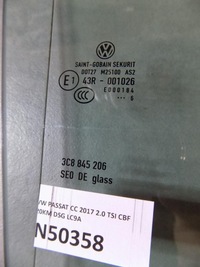 SAINT-GOBAIN SEKURIT
DOT27 M25100 AS2
E1 43R - 001026
E000184
... 6
3C8 845 206
SEO DE glass
VW PASSAT CC 2017 2.0 TSI CBF
DSG LC9A
N50358